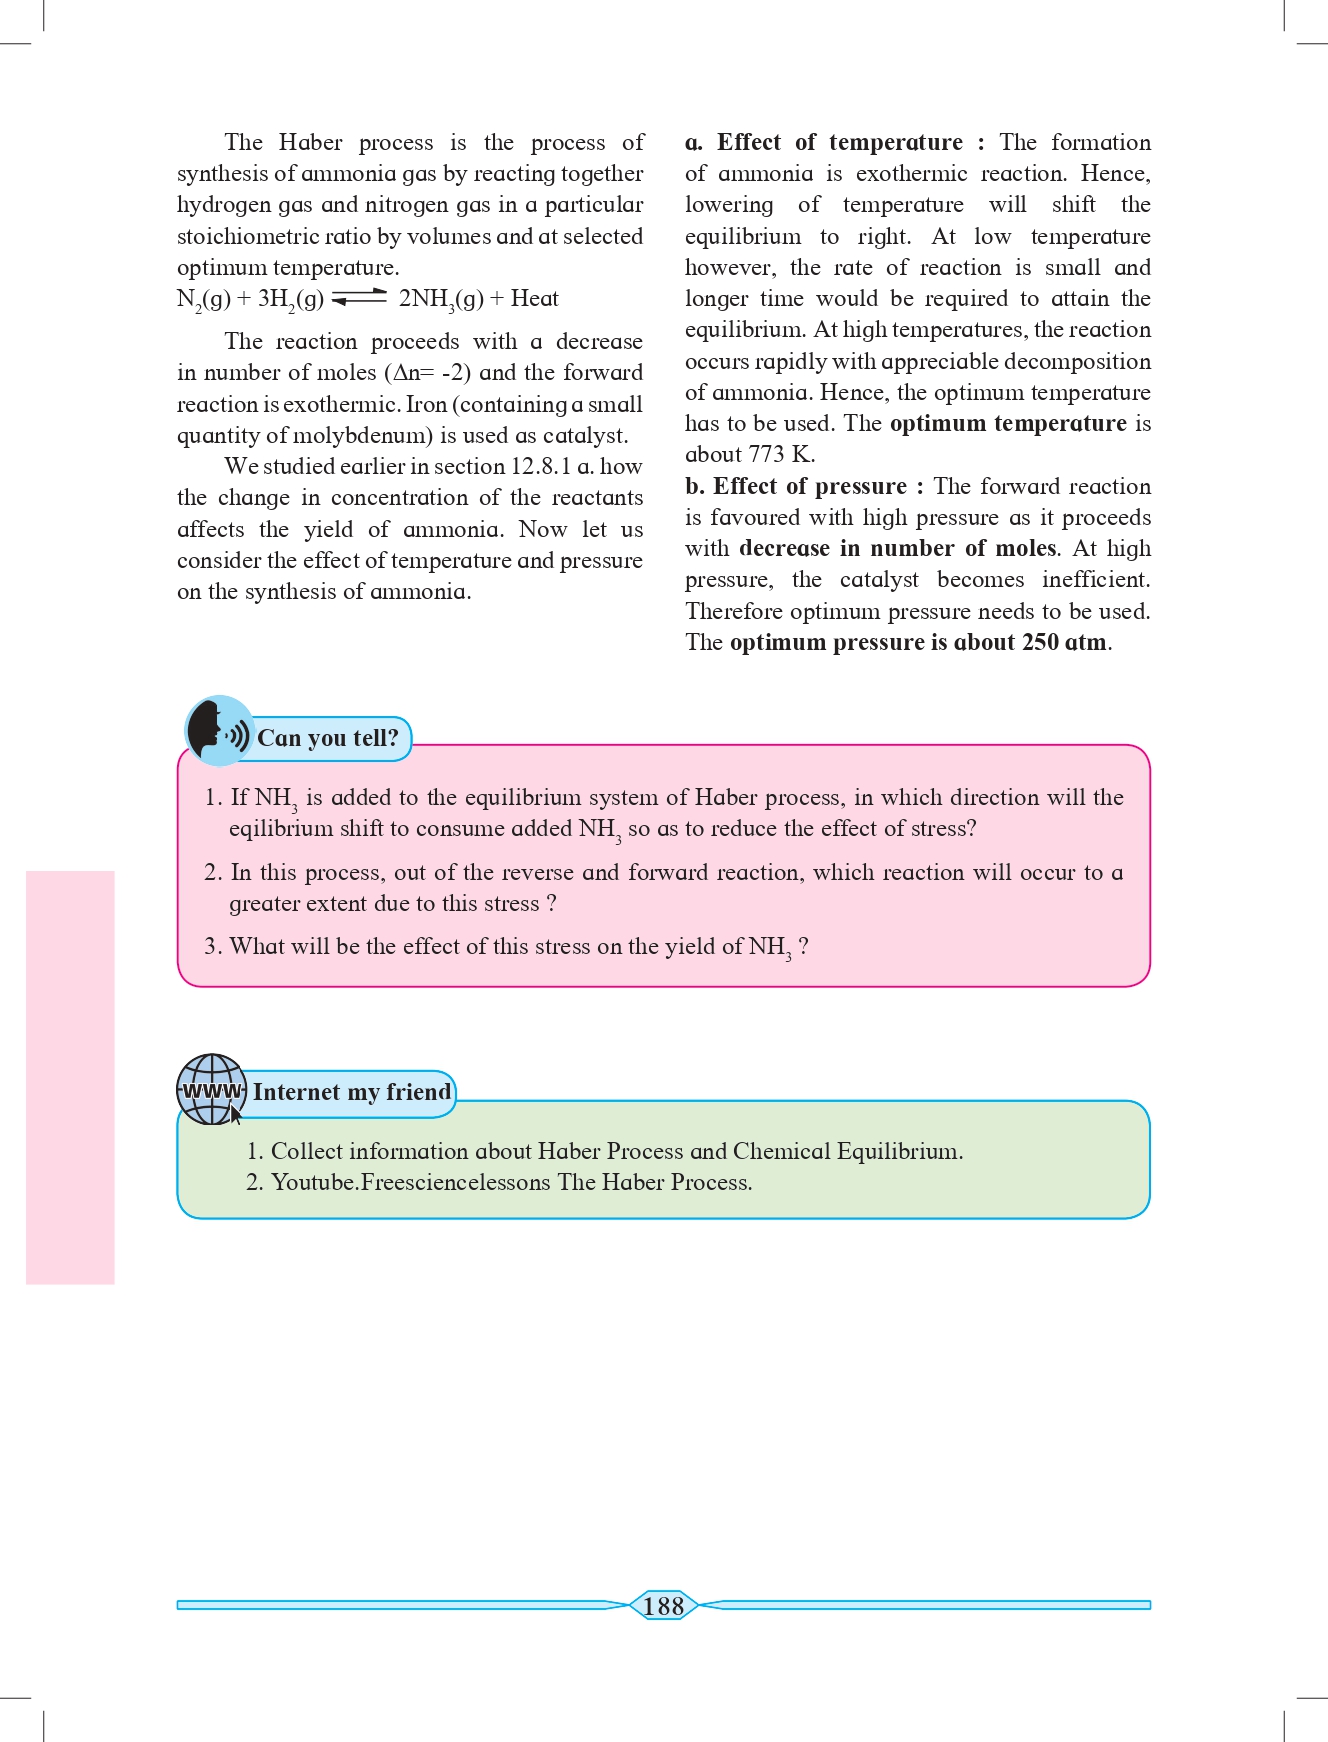 The Haber process is the process of
synthesis of ammonia gas by reacting together
hydrogen gas and nitrogen gas in a particular
stoichiometric ratio by volumes and at selected
optimum temperature.
N₂(g) + 3H₂(g) ⇌ 2NH₃(g) + Heat
The reaction proceeds with a decrease
in number of moles (Δn= -2) and the forward
reaction is exothermic. Iron (containing a small
quantity of molybdenum) is used as catalyst.
We studied earlier in section 12.8.1 a. how
the change in concentration of the reactants
affects the yield of ammonia. Now let us
consider the effect of temperature and pressure
on the synthesis of ammonia.
a. Effect of temperature : The formation
of ammonia is exothermic reaction. Hence,
lowering of temperature will shift the
equilibrium to right. At low temperature
however, the rate of reaction is small and
longer time would be required to attain the
equilibrium. At high temperatures, the reaction
occurs rapidly with appreciable decomposition
of ammonia. Hence, the optimum temperature
has to be used. The optimum temperature is
about 773 K.
b. Effect of pressure : The forward reaction
is favoured with high pressure as it proceeds
with decrease in number of moles. At high
pressure, the catalyst becomes inefficient.
Therefore optimum pressure needs to be used.
The optimum pressure is about 250 atm.
Can you tell?
1. If NH₃ is added to the equilibrium system of Haber process, in which direction will the
eqilibrium shift to consume added NH₃ so as to reduce the effect of stress?
2. In this process, out of the reverse and forward reaction, which reaction will occur to a
greater extent due to this stress ?
3. What will be the effect of this stress on the yield of NH₃ ?
WWW
Internet my friend
1. Collect information about Haber Process and Chemical Equilibrium.
2. Youtube.Freesciencelessons The Haber Process.
188